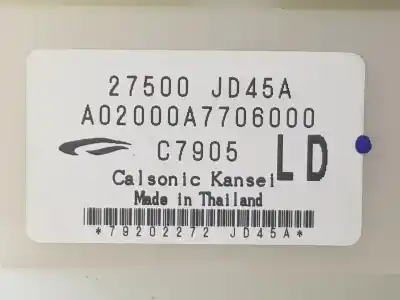 27500 JD45A
A02000A7706000
C7905 LD
Calsonic Kansei
Made in Thailand
*79202272 JD45A*